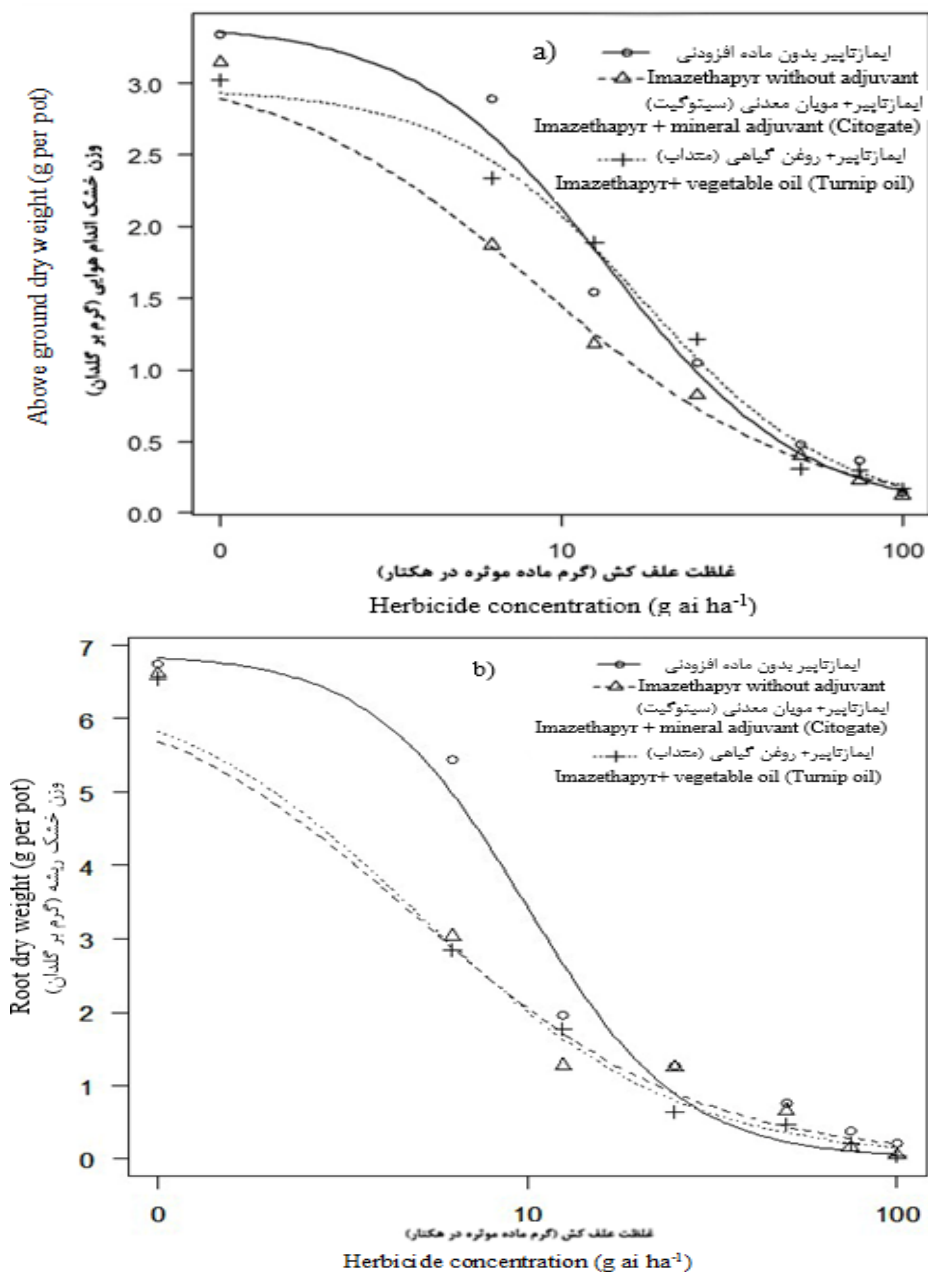 a)
ایمازتاپیر بدون ماده افزودنی
Imazethapyr without adjuvant
ایمازتاپیر+ مویان معدنی (سیتوگیت)
Imazethapyr + mineral adjuvant (Citogate)
ایمازتاپیر+ روغن گیاهی (منداب)
Imazethapyr+ vegetable oil (Turnip oil)
Above ground dry weight (g per pot)
وزن خشک اندام هوایی (گرم بر گلدان)
3.0
2.5
2.0
1.5
1.0
0.5
0.0
0 10 100
غلظت علف کش (گرم ماده موثره در هکتار)
Herbicide concentration (g ai ha⁻¹)
b)
ایمازتاپیر بدون ماده افزودنی
Imazethapyr without adjuvant
ایمازتاپیر+ مویان معدنی (سیتوگیت)
Imazethapyr + mineral adjuvant (Citogate)
ایمازتاپیر+ روغن گیاهی (منداب)
Imazethapyr+ vegetable oil (Turnip oil)
Root dry weight (g per pot)
وزن خشک ریشه (گرم بر گلدان)
7
6
5
4
3
2
1
0
0 10 100
غلظت علف کش (گرم ماده موثره در هکتار)
Herbicide concentration (g ai ha⁻¹)